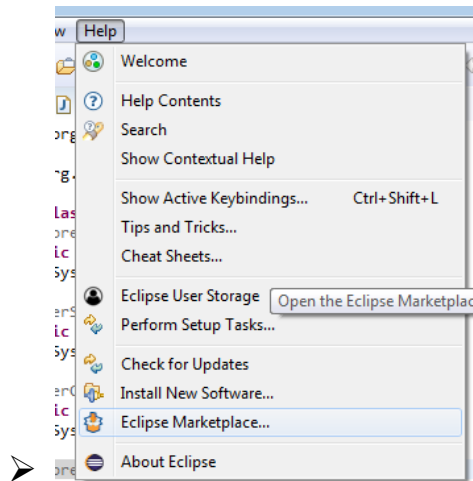 w Help
Welcome
Help Contents
Search
Show Contextual Help
Show Active Keybindings... Ctrl+Shift+L
Tips and Tricks...
Cheat Sheets...
Eclipse User Storage
Open the Eclipse Marketplac
Perform Setup Tasks...
Check for Updates
Install New Software...
Eclipse Marketplace...
About Eclipse